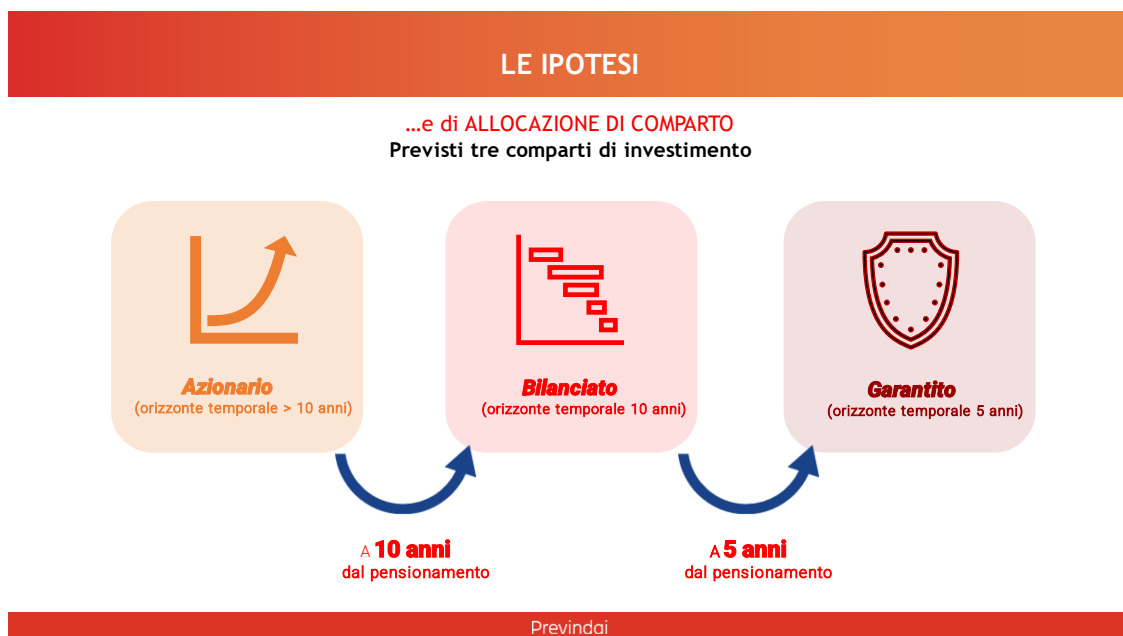 LE IPOTESI
...e di ALLOCAZIONE DI COMPARTO
Previsti tre comparti di investimento
Azionario
(orizzonte temporale > 10 anni)
Bilanciato
(orizzonte temporale 10 anni)
Garantito
(orizzonte temporale 5 anni)
A 10 anni
dal pensionamento
A 5 anni
dal pensionamento
Previndai